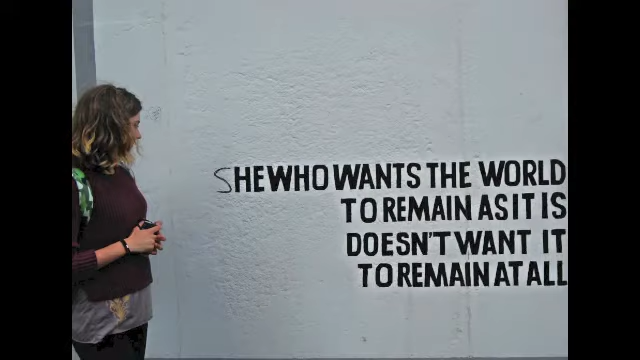 SHE WHO WANTS THE WORLD
TO REMAIN AS IT IS
DOESN'T WANT IT
TO REMAIN AT ALL